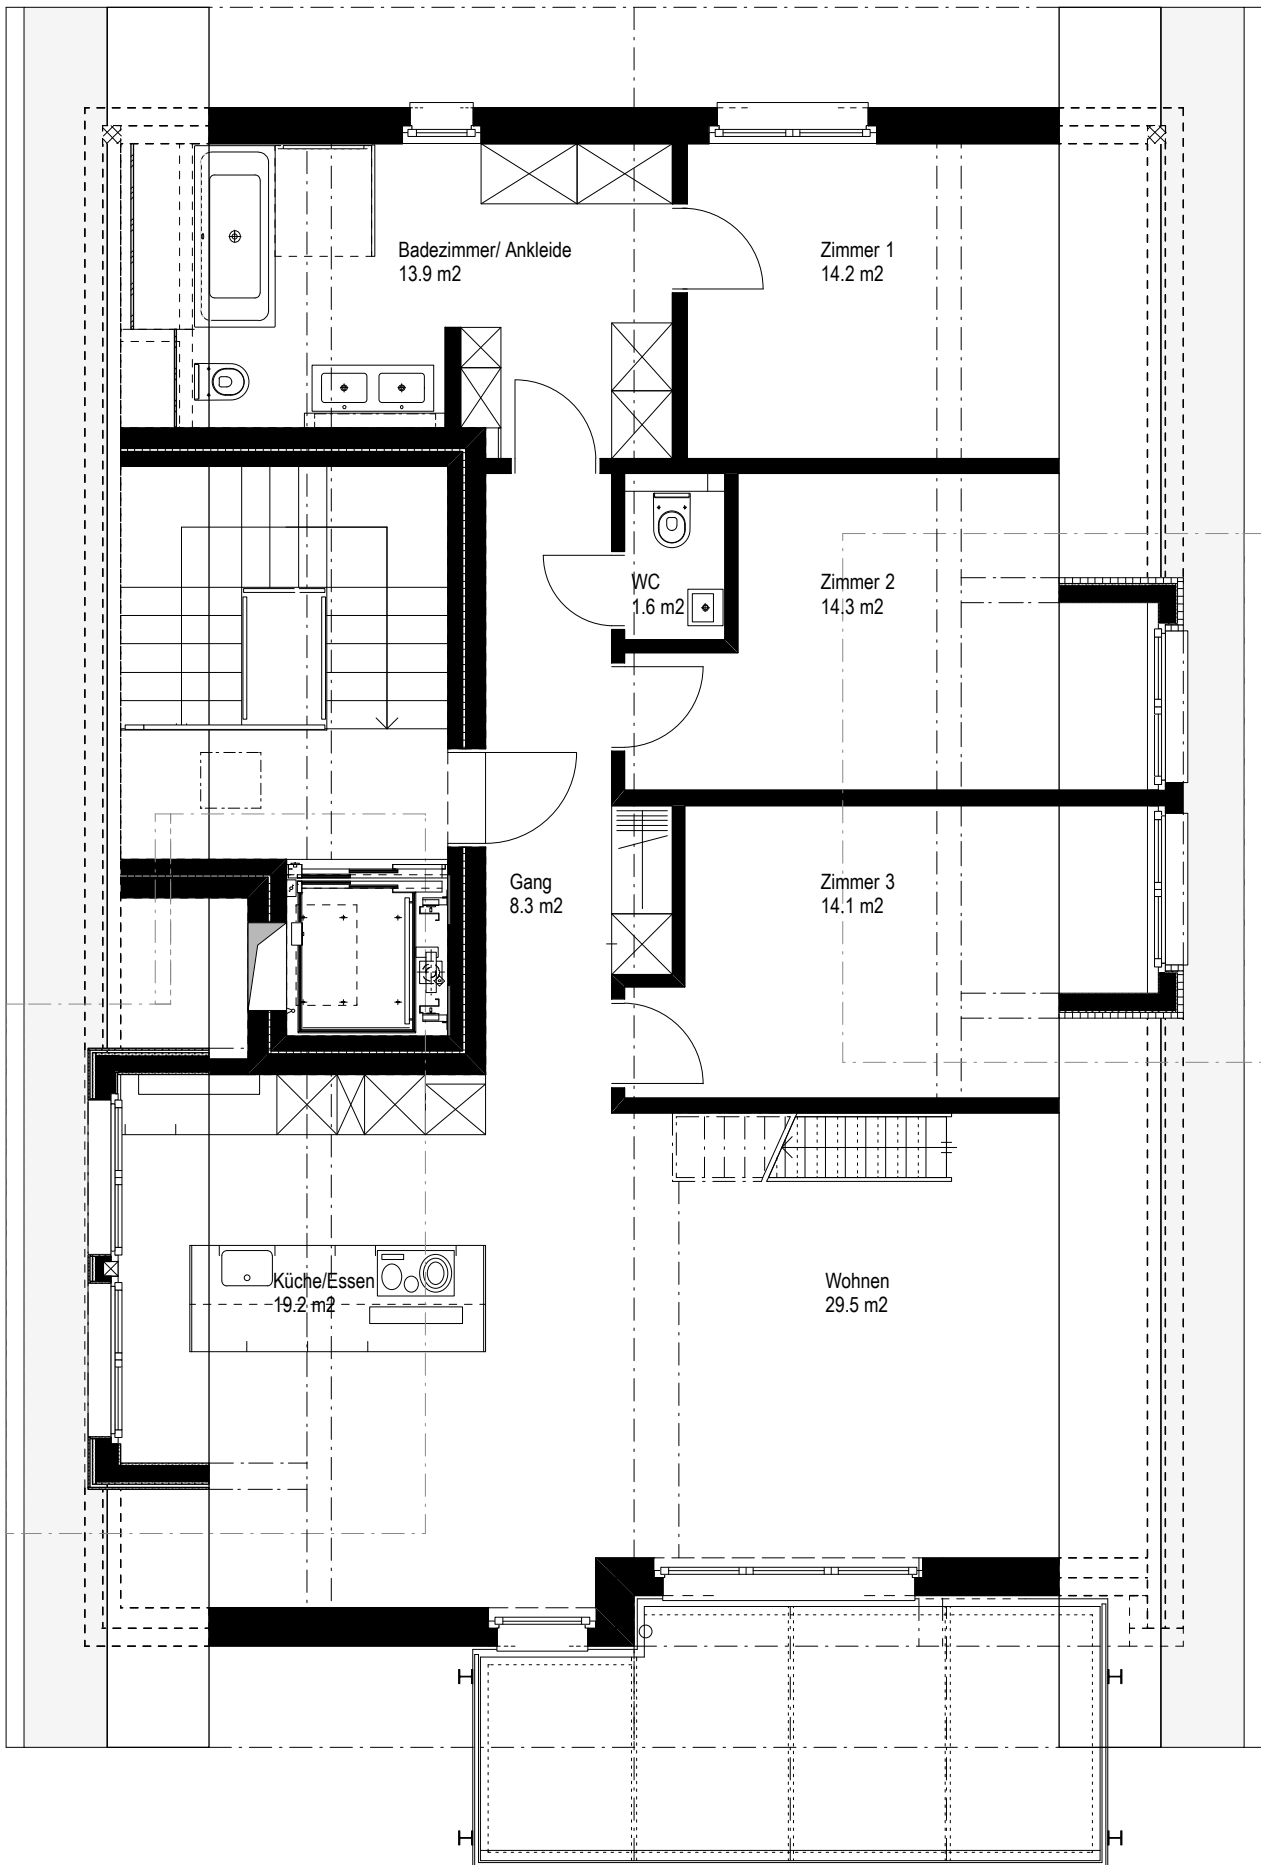 Badezimmer/ Ankleide
13.9 m2
Zimmer 1
14.2 m2
WC
1.6 m2
Zimmer 2
14.3 m2
Gang
8.3 m2
Zimmer 3
14.1 m2
Küche/Essen
19.2 m2
Wohnen
29.5 m2